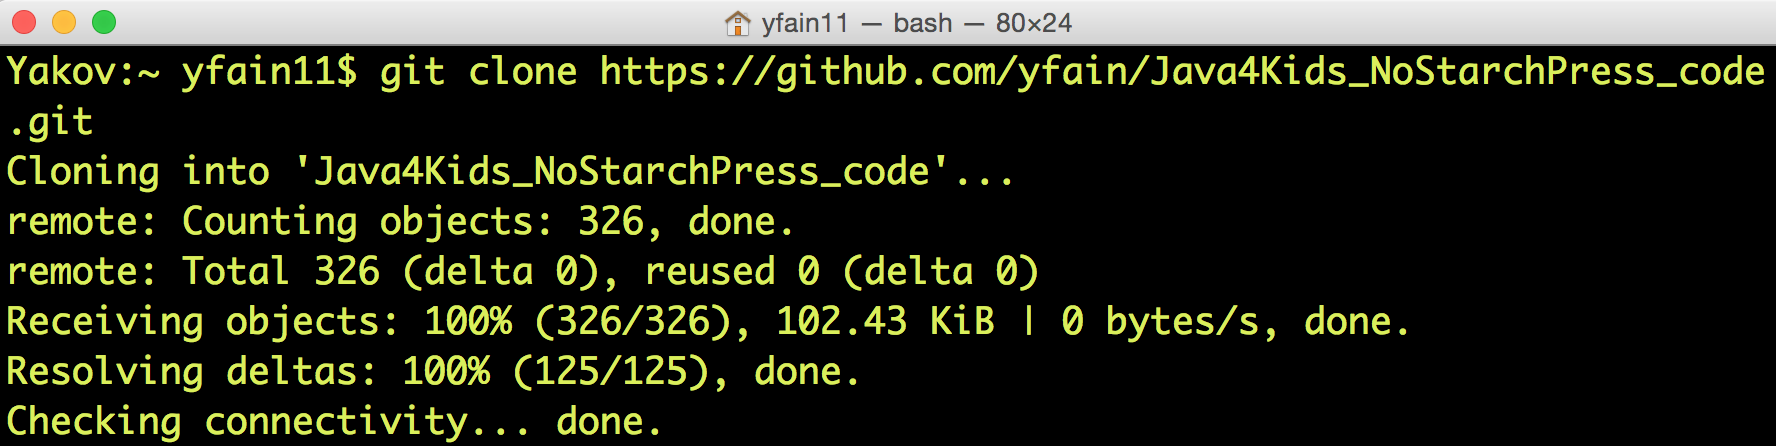 yfain11 — bash — 80×24
Yakov:~ yfain11$ git clone https://github.com/yfain/Java4Kids_NoStarchPress_code
.git
Cloning into 'Java4Kids_NoStarchPress_code'...
remote: Counting objects: 326, done.
remote: Total 326 (delta 0), reused 0 (delta 0)
Receiving objects: 100% (326/326), 102.43 KiB | 0 bytes/s, done.
Resolving deltas: 100% (125/125), done.
Checking connectivity... done.